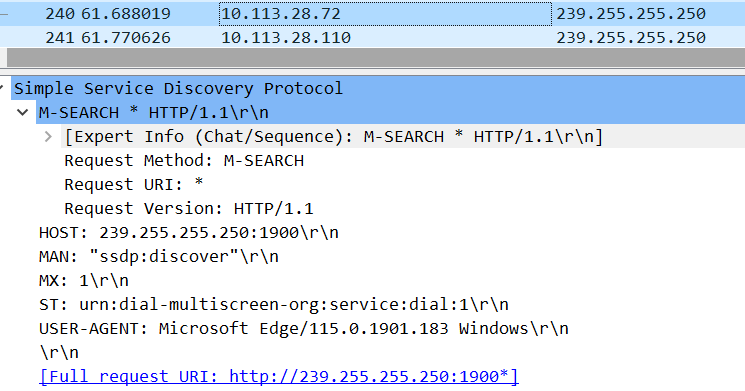 240 61.688019 10.113.28.72 239.255.255.250
241 61.770626 10.113.28.110 239.255.255.250
Simple Service Discovery Protocol
M-SEARCH * HTTP/1.1\r\n
[Expert Info (Chat/Sequence): M-SEARCH * HTTP/1.1\r\n]
Request Method: M-SEARCH
Request URI: *
Request Version: HTTP/1.1
HOST: 239.255.255.250:1900\r\n
MAN: "ssdp:discover"\r\n
MX: 1\r\n
ST: urn:dial-multiscreen-org:service:dial:1\r\n
USER-AGENT: Microsoft Edge/115.0.1901.183 Windows\r\n
\r\n
[Full request URI: http://239.255.255.250:1900*]